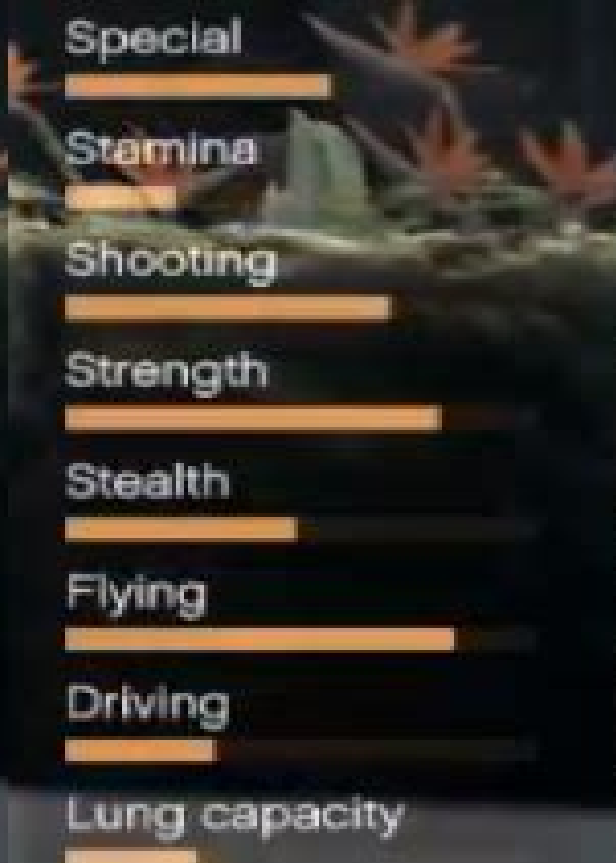 Special
Stamina
Shooting
Strength
Stealth
Flying
Driving
Lung capacity